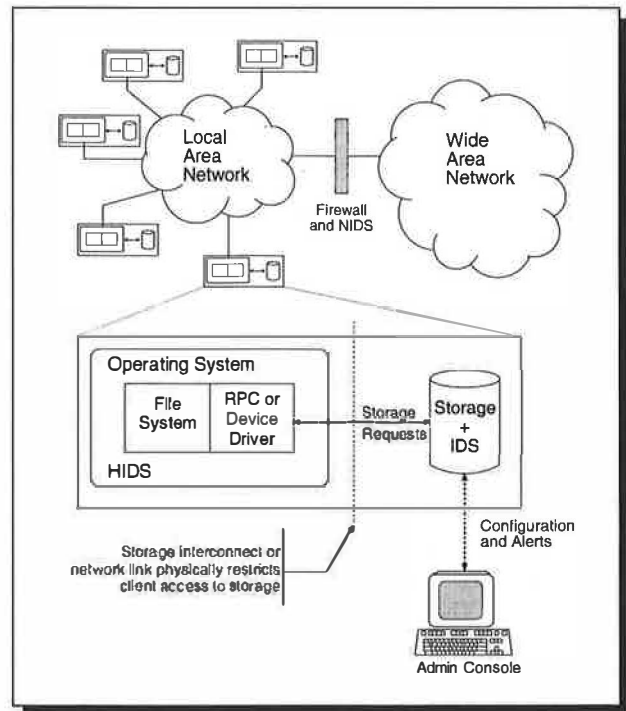 Local
Area
Network
Wide
Area
Network
Firewall
and NIDS
Operating System
File
System
RPC or
Device
Driver
HIDS
Storage
Requests
Storage
+
IDS
Storage interconnect or
network link physically restricts
client access to storage
Configuration
and Alerts
Admin Console